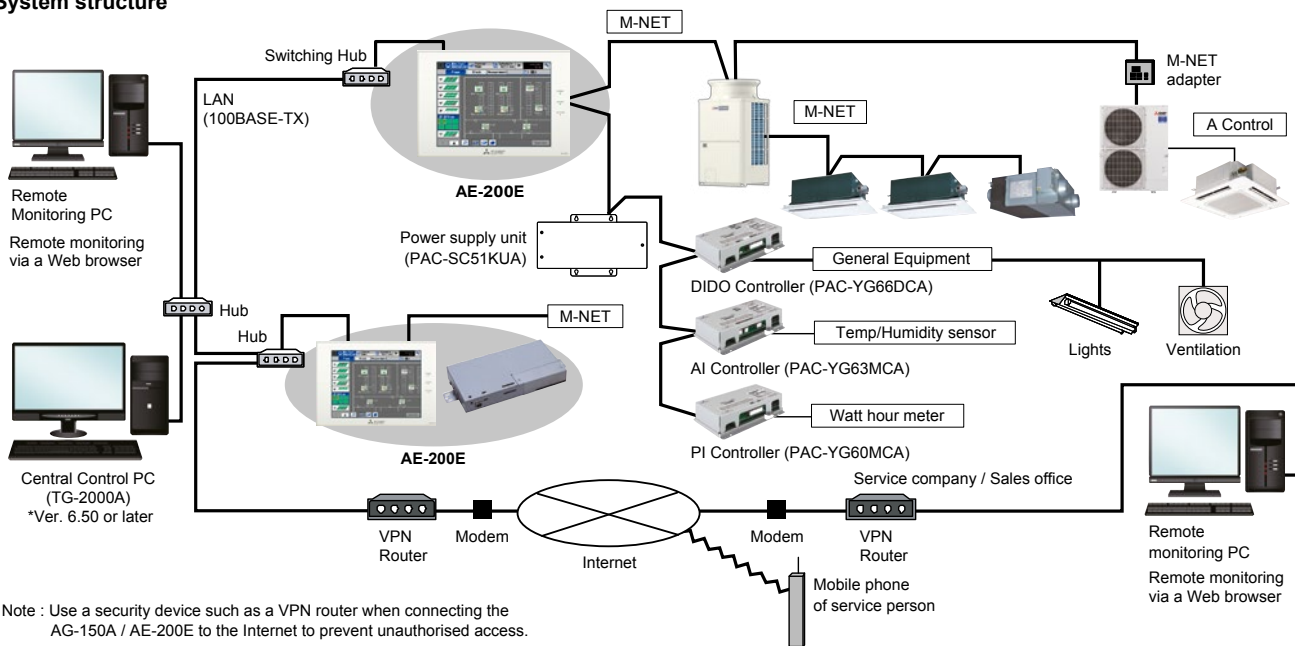 System structure
M-NET
Switching Hub
LAN
(100BASE-TX)
M-NET
adapter
M-NET
A Control
AE-200E
Remote
Monitoring PC
Remote monitoring
via a Web browser
Power supply unit
(PAC-SC51KUA)
General Equipment
DIDO Controller (PAC-YG66DCA)
Hub
Hub
M-NET
Temp/Humidity sensor
AI Controller (PAC-YG63MCA)
Lights
Ventilation
Watt hour meter
PI Controller (PAC-YG60MCA)
AE-200E
Central Control PC
(TG-2000A)
*Ver. 6.50 or later
Service company / Sales office
VPN
Router
Modem
Internet
Modem
VPN
Router
Remote
monitoring PC
Remote monitoring
via a Web browser
Mobile phone
of service person
Note : Use a security device such as a VPN router when connecting the
AG-150A / AE-200E to the Internet to prevent unauthorised access.